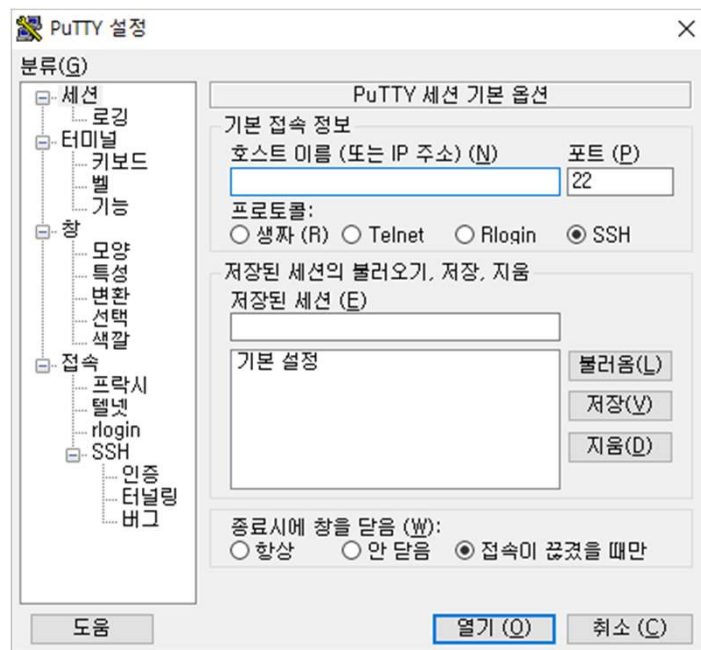 PuTTY 설정
분류(G)
세션
로깅
터미널
키보드
벨
기능
창
모양
특성
변환
선택
색깔
접속
프락시
텔넷
rlogin
SSH
인증
터널링
버그
PuTTY 세션 기본 옵션
기본 접속 정보
호스트 이름 (또는 IP 주소) (N) 포트 (P)
22
프로토콜:
생짜 (R) Telnet Rlogin SSH
저장된 세션의 불러오기, 저장, 지움
저장된 세션 (E)
기본 설정
불러옴(L)
저장(V)
지움(D)
종료시에 창을 닫음 (W):
항상 안 닫음 접속이 끊겼을 때만
도움 열기 (O) 취소 (C)